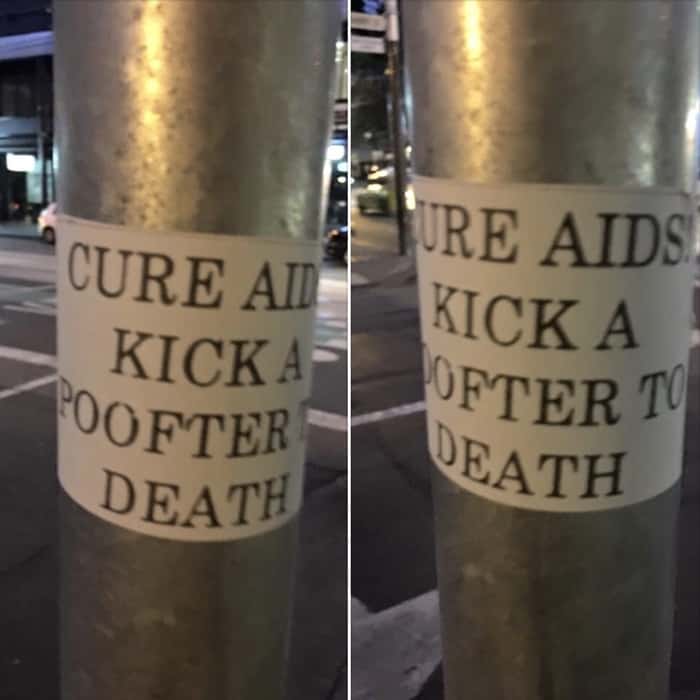 CURE AID
KICK A
POOFTER T
DEATH
URE AIDS!
KICK A
OOFTER TO
DEATH